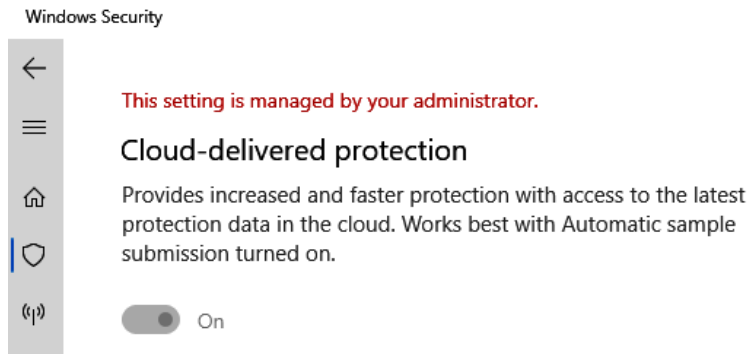 Windows Security
This setting is managed by your administrator.
Cloud-delivered protection
Provides increased and faster protection with access to the latest
protection data in the cloud. Works best with Automatic sample
submission turned on.
On